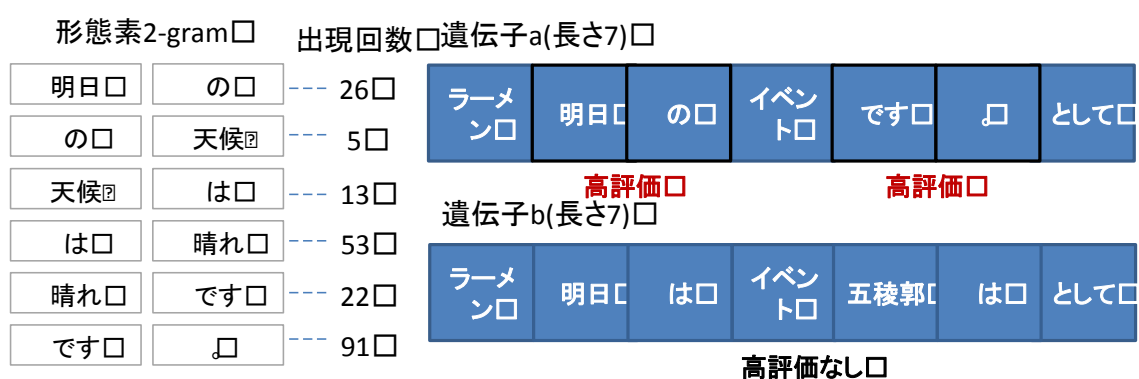 形態素2-gram 出現回数
明日 の 26
の 天候 5
天候 は 13
は 晴れ 53
晴れ です 22
です 。 91
遺伝子a(長さ7)
ラーメン 明日 の イベント です 。 として
高評価 高評価
遺伝子b(長さ7)
ラーメン 明日 は イベント 五稜郭 は として
高評価なし